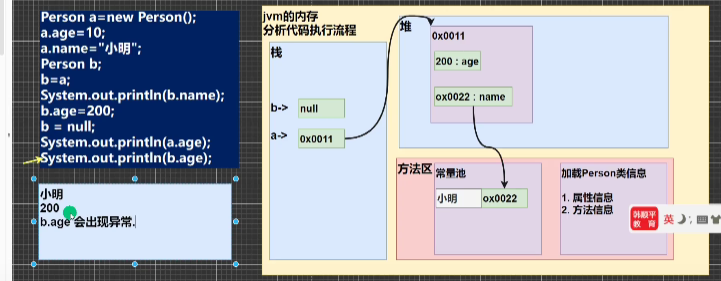 Person a=new Person();
a.age=10;
a.name="小明";
Person b;
b=a;
System.out.println(b.name);
b.age=200;
b = null;
System.out.println(a.age);
System.out.println(b.age);
小明
200
b.age 会出现异常.
jvm的内存
分析代码执行流程
栈
b-> null
a-> 0x0011
堆
0x0011
200：age
0x0022：name
方法区
常量池
小明 ox0022
加载Person类信息
1. 属性信息
2. 方法信息
韩顺平
教育
英